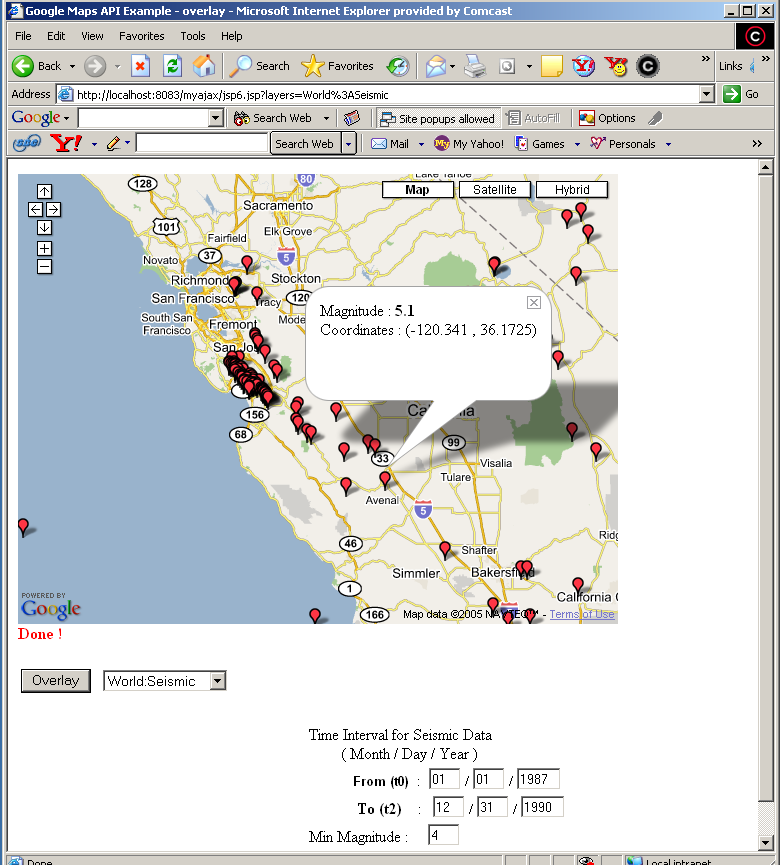 Google Maps API Example - overlay - Microsoft Internet Explorer provided by Comcast
File Edit View Favorites Tools Help
Back Search Favorites Links
Address http://localhost:8083/myajax/jsp6.jsp?layers=World%3ASeismic Go
Google Search Web Site popups allowed AutoFill Options
Y! Search Web Mail My Yahoo! Games Personals
Map Satellite Hybrid
Lake Tahoe
128 80
Sacramento
101
Elk Grove
Fairfield
Novato 37 5
Richmond Stockton
San Francisco Tracy 120
South San Francisco
Fremont Mode
San Jos
Magnitude : 5.1
Coordinates : (-120.341 , 36.1725)
156 California
68 99
33 Visalia
Tulare
Avenal
5
46 Shafter Ridg
Simmler Bakersfield
1 California C
POWERED BY
Google
166 Map data ©2005 NAVTEQ™ - Terms of Use
Done !
Overlay World:Seismic
Time Interval for Seismic Data
( Month / Day / Year )
From (t0) : 01 / 01 / 1987
To (t2) : 12 / 31 / 1990
Min Magnitude : 4
Done Local intranet